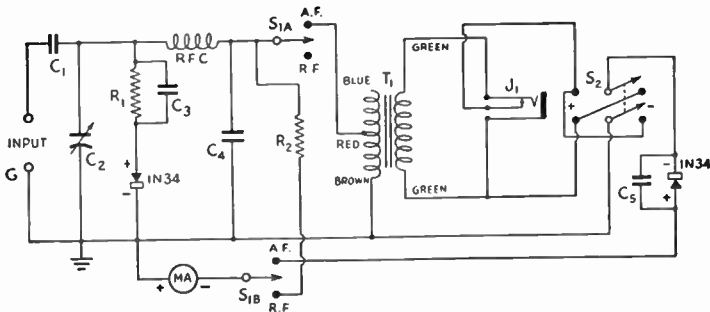 S1A
A.F.
R.F
C1
RFC
GREEN
J1
S2
BLUE
T1
R1
C3
+
-
INPUT
C2
C4
R2
RED
G
+
-
1N34
BROWN
GREEN
C5
-
+
1N34
A.F.
+
MA
-
S1B
R.F